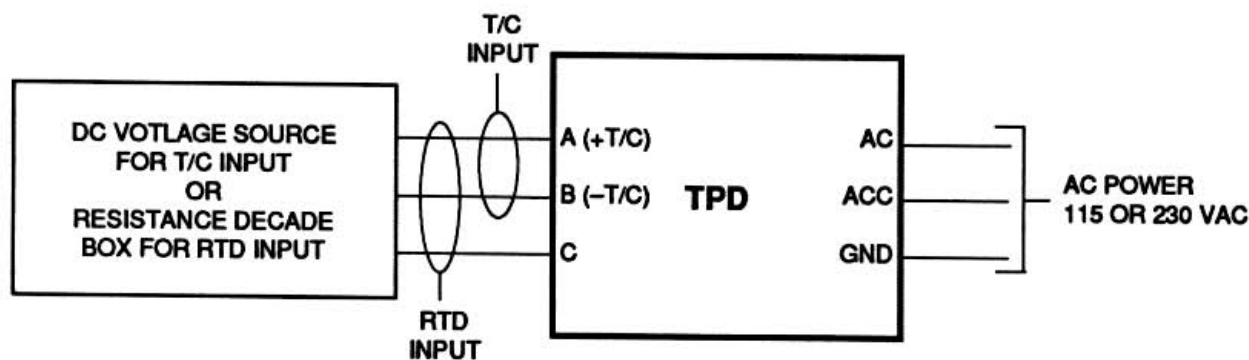 T/C
INPUT
DC VOTLAGE SOURCE
FOR T/C INPUT
OR
RESISTANCE DECADE
BOX FOR RTD INPUT
A (+T/C)
B (–T/C)
C
TPD
AC
ACC
GND
AC POWER
115 OR 230 VAC
RTD
INPUT